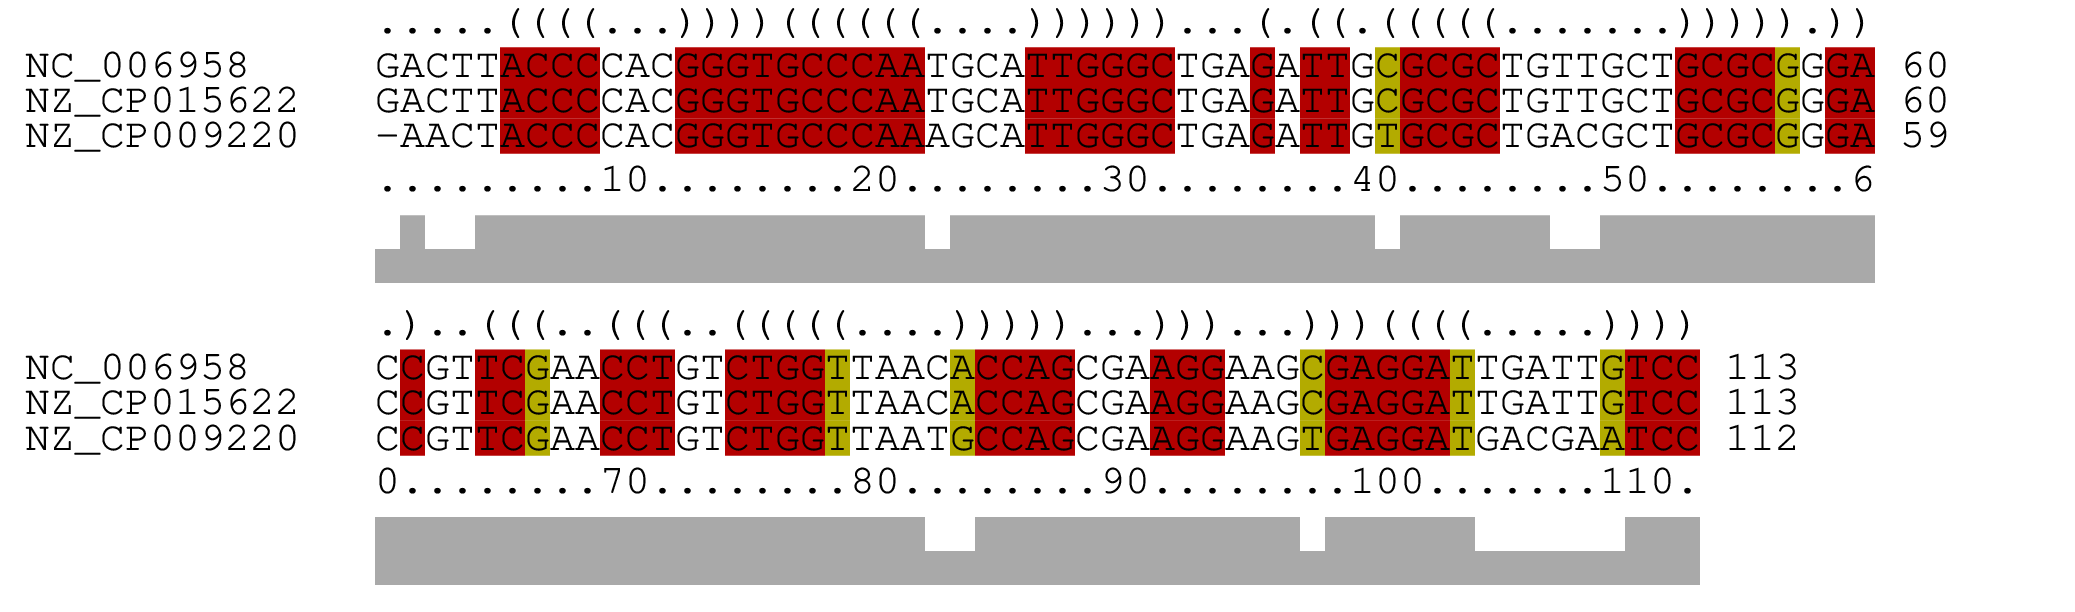 .....((((...))))((((((....))))))...(.((.(((((.......))))).))
NC_006958 GACTTACCCCACGGGTGCCCAATGCATTGGGCTGAGATTGCGCGCTGTTGCTGCGCGGGA 60
NZ_CP015622 GACTTACCCCACGGGTGCCCAATGCATTGGGCTGAGATTGCGCGCTGTTGCTGCGCGGGA 60
NZ_CP009220 -AACTACCCCACGGGTGCCCAAAGCATTGGGCTGAGATTGTGCGCTGACGCTGCGCGGGA 59
.........10........20........30........40........50........6
.)..(((..(((..(((((....)))))...)))...)))((((.....))))
NC_006958 CCGTTCGAACCTGTCTGGTTAACACCAGCGAAGGAAGCGAGGATTGATTGTCC 113
NZ_CP015622 CCGTTCGAACCTGTCTGGTTAACACCAGCGAAGGAAGCGAGGATTGATTGTCC 113
NZ_CP009220 CCGTTCGAACCTGTCTGGTTAATGCCAGCGAAGGAAGTGAGGATGACGAATCC 112
0........70........80........90........100.......110.